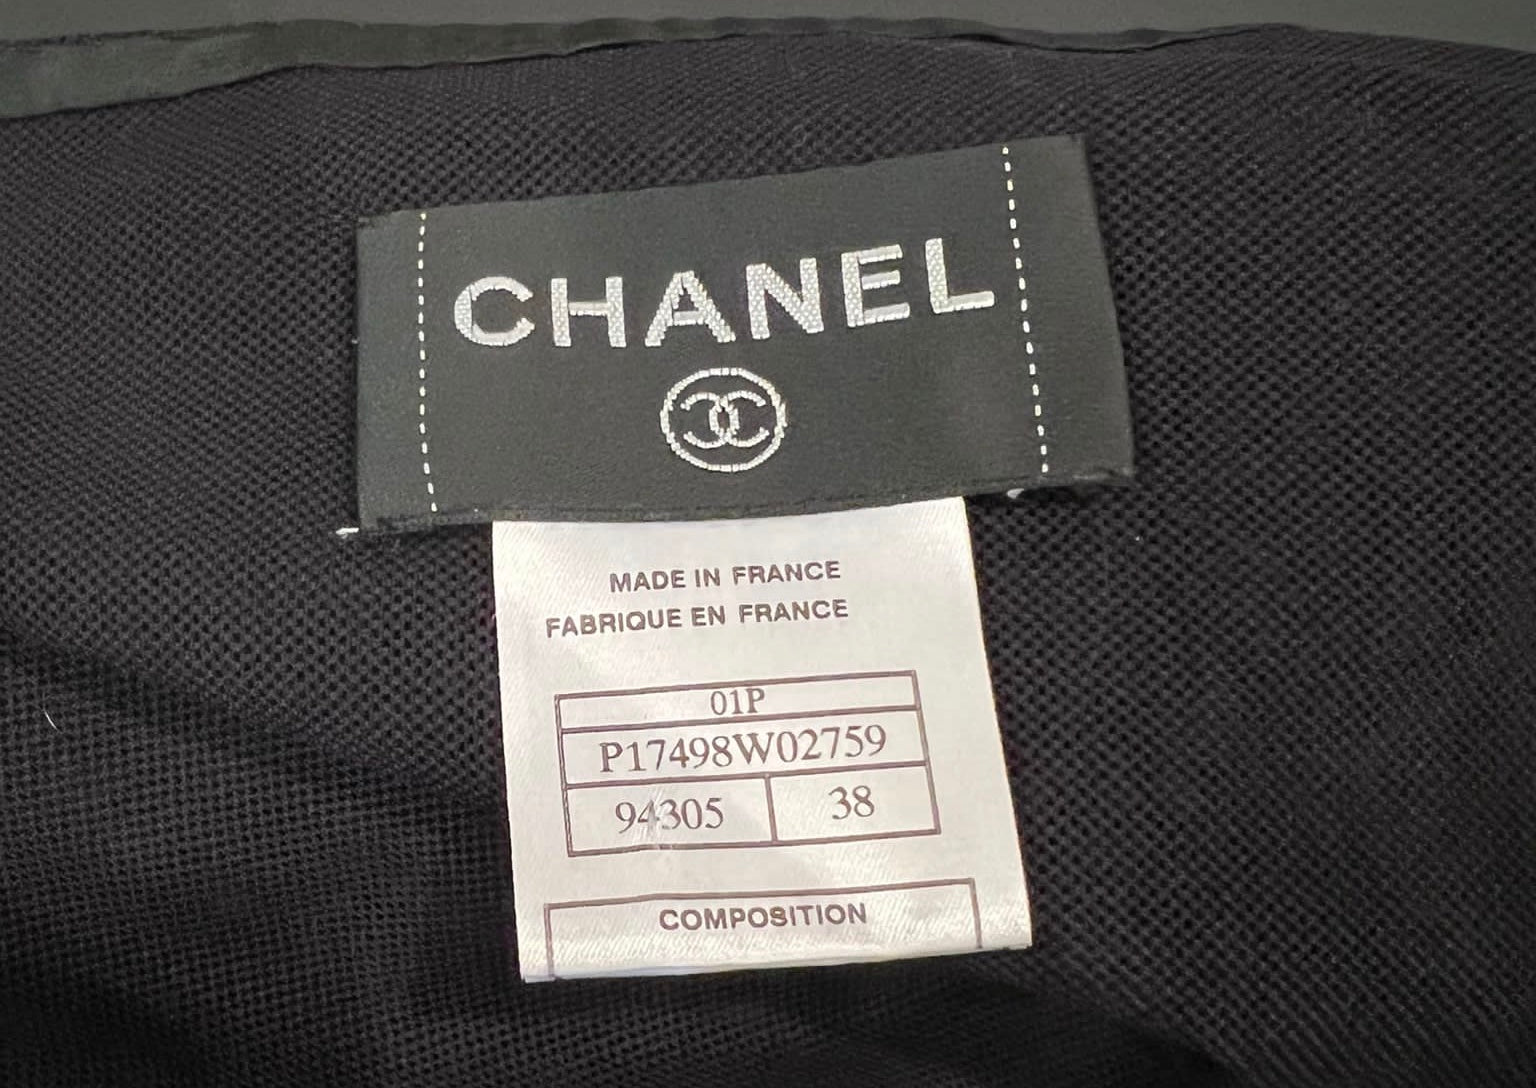 CHANEL
MADE IN FRANCE
FABRIQUE EN FRANCE
01P
P17498W02759
94305 38
COMPOSITION